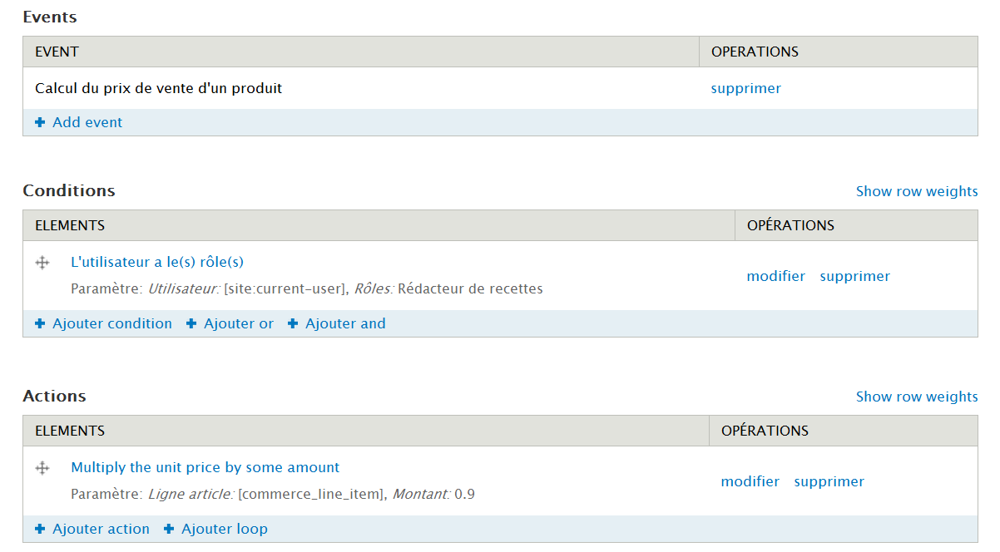 Events
EVENT OPERATIONS
Calcul du prix de vente d'un produit supprimer
Add event
Conditions Show row weights
ELEMENTS OPÉRATIONS
L'utilisateur a le(s) rôle(s)
modifier supprimer
Paramètre: Utilisateur: [site:current-user], Rôles: Rédacteur de recettes
Ajouter condition Ajouter or Ajouter and
Actions Show row weights
ELEMENTS OPÉRATIONS
Multiply the unit price by some amount
modifier supprimer
Paramètre: Ligne article: [commerce_line_item], Montant: 0.9
Ajouter action Ajouter loop